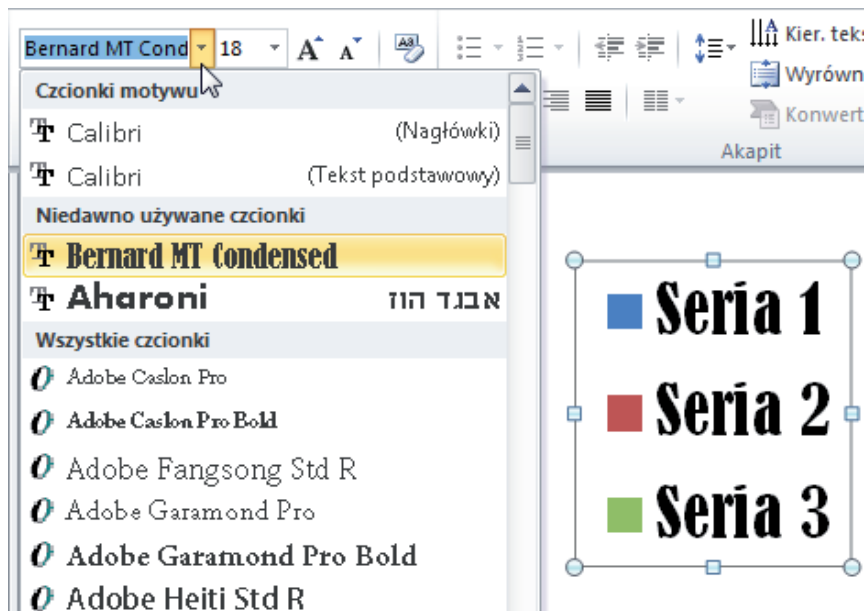 Bernard MT Cond 18
Kier. teks
Wyrówn
Konwert
Akapit
Czcionki motywu
Calibri (Nagłówki)
Calibri (Tekst podstawowy)
Niedawno używane czcionki
Bernard MT Condensed
Aharoni אבגד הוז
Wszystkie czcionki
Adobe Caslon Pro
Adobe Caslon Pro Bold
Adobe Fangsong Std R
Adobe Garamond Pro
Adobe Garamond Pro Bold
Adobe Heiti Std R
Seria 1
Seria 2
Seria 3